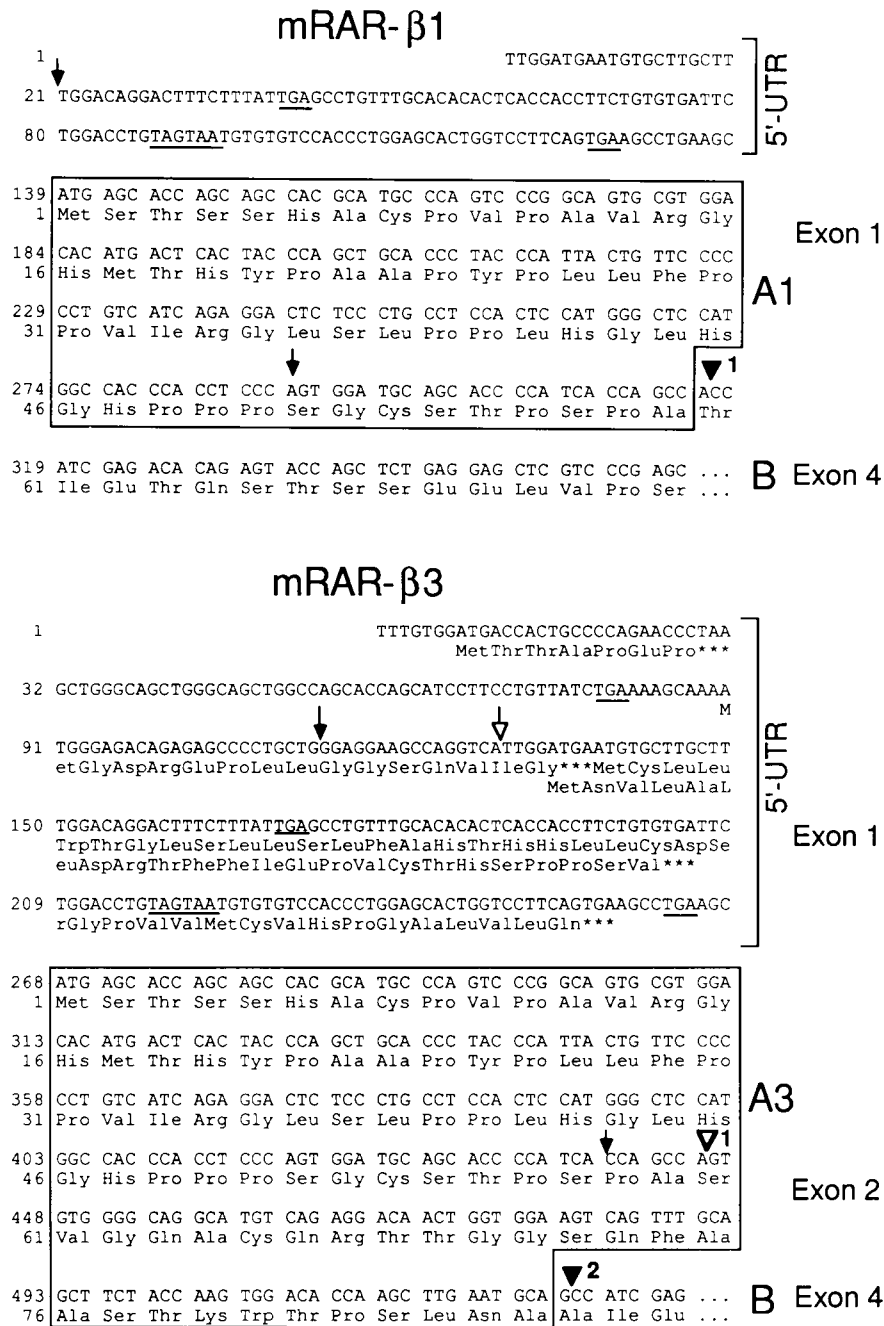 mRAR-β1
1 TTGGATGAATGTGCTTGCTT
21 TGGACAGGACTTTCTTTATTGAGCCTGTTTGCACACACTCACCACCTTCTGTGTGATTC
80 TGGACCTGTAGTAATGTGTGTCCACCCTGGAGCACTGGTCCTTCAGTGAAGCCTGAAGC
5'-UTR
139 ATG AGC ACC AGC AGC CAC GCA TGC CCA GTC CCG GCA GTG CGT GGA
1 Met Ser Thr Ser Ser His Ala Cys Pro Val Pro Ala Val Arg Gly
Exon 1
184 CAC ATG ACT CAC TAC CCA GCT GCA CCC TAC CCA TTA CTG TTC CCC
16 His Met Thr His Tyr Pro Ala Ala Pro Tyr Pro Leu Leu Phe Pro
A1
229 CCT GTC ATC AGA GGA CTC TCC CTG CCT CCA CTC CAT GGG CTC CAT
31 Pro Val Ile Arg Gly Leu Ser Leu Pro Pro Leu His Gly Leu His
1
274 GGC CAC CCA CCT CCC AGT GGA TGC AGC ACC CCA TCA CCA GCC ACC
46 Gly His Pro Pro Pro Ser Gly Cys Ser Thr Pro Ser Pro Ala Thr
319 ATC GAG ACA CAG AGT ACC AGC TCT GAG GAG CTC GTC CCG AGC ...
61 Ile Glu Thr Gln Ser Thr Ser Ser Glu Glu Leu Val Pro Ser ...
B Exon 4
mRAR-β3
1 TTTGTGGATGACCACTGCCCCAGAACCCTAA
MetThrThrAlaProGluPro***
32 GCTGGGCAGCTGGGCAGCTGGCCAGCACCAGCATCCTTCCTGTTATCTGAAAAGCAAAA
M
91 TGGGAGACAGAGAGCCCCTGCTGGGAGGAAGCCAGGTCATTGGATGAATGTGCTTGCTT
etGlyAspArgGluProLeuLeuGlyGlySerGlnValIleGly***MetCysLeuLeu
MetAsnValLeuAlaL
5'-UTR
150 TGGACAGGACTTTCTTTATTGAGCCTGTTTGCACACACTCACCACCTTCTGTGTGATTC
TrpThrGlyLeuSerLeuLeuSerLeuPheAlaHisThrHisHisLeuLeuCysAspSe
euAspArgThrPhePheIleGluProValCysThrHisSerProProSerVal***
Exon 1
209 TGGACCTGTAGTAATGTGTGTCCACCCTGGAGCACTGGTCCTTCAGTGAAGCCTGAAGC
rGlyProValValMetCysValHisProGlyAlaLeuValLeuGln***
268 ATG AGC ACC AGC AGC CAC GCA TGC CCA GTC CCG GCA GTG CGT GGA
1 Met Ser Thr Ser Ser His Ala Cys Pro Val Pro Ala Val Arg Gly
313 CAC ATG ACT CAC TAC CCA GCT GCA CCC TAC CCA TTA CTG TTC CCC
16 His Met Thr His Tyr Pro Ala Ala Pro Tyr Pro Leu Leu Phe Pro
358 CCT GTC ATC AGA GGA CTC TCC CTG CCT CCA CTC CAT GGG CTC CAT
31 Pro Val Ile Arg Gly Leu Ser Leu Pro Pro Leu His Gly Leu His
A3
1
403 GGC CAC CCA CCT CCC AGT GGA TGC AGC ACC CCA TCA CCA GCC AGT
46 Gly His Pro Pro Pro Ser Gly Cys Ser Thr Pro Ser Pro Ala Ser
Exon 2
448 GTG GGG CAG GCA TGT CAG AGG ACA ACT GGT GGA AGT CAG TTT GCA
61 Val Gly Gln Ala Cys Gln Arg Thr Thr Gly Gly Ser Gln Phe Ala
2
493 GCT TCT ACC AAG TGG ACA CCA AGC TTG AAT GCA GCC ATC GAG ...
76 Ala Ser Thr Lys Trp Thr Pro Ser Leu Asn Ala Ala Ile Glu ...
B Exon 4